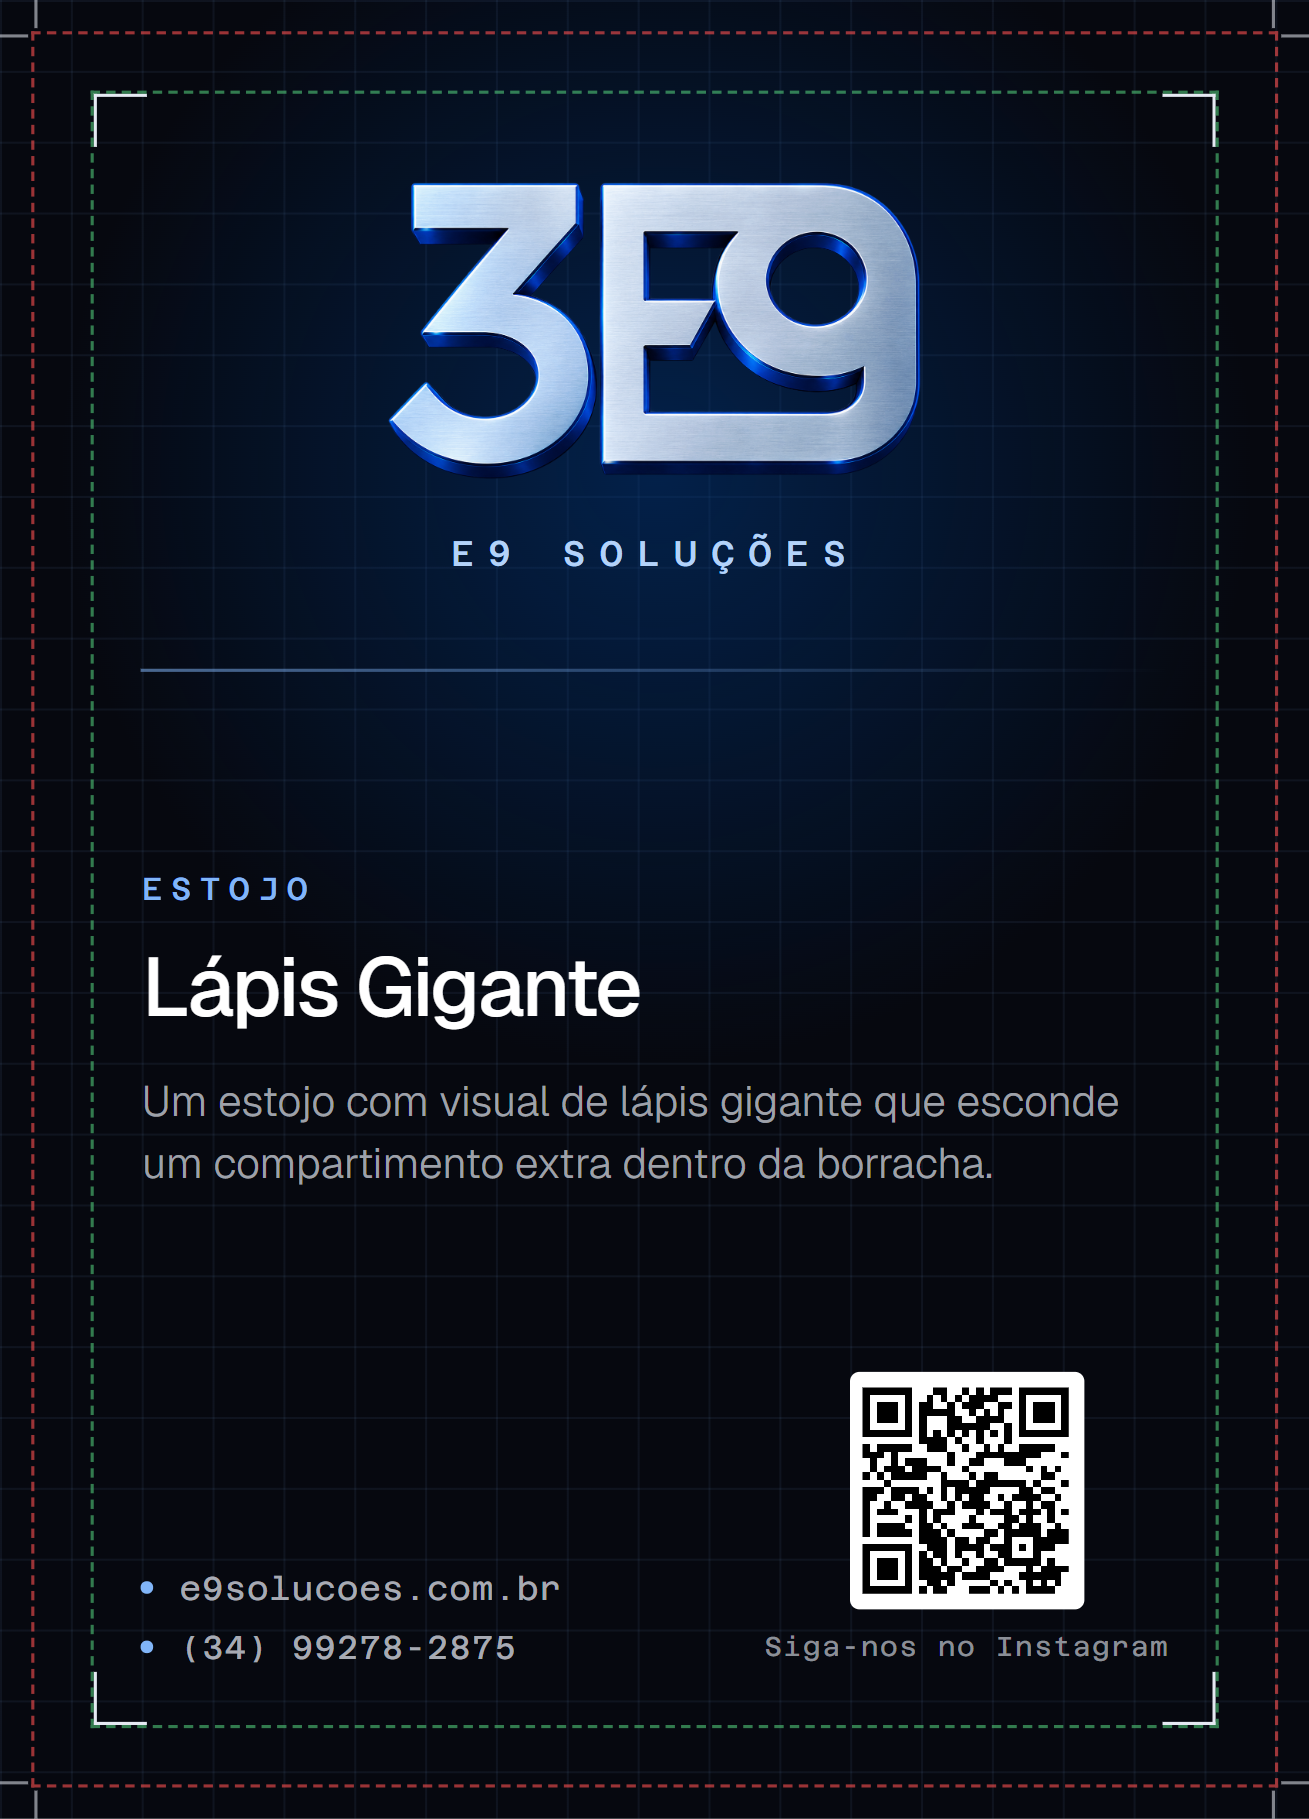 3E9
E9 SOLUÇÕES
ESTOJO
Lápis Gigante
Um estojo com visual de lápis gigante que esconde
um compartimento extra dentro da borracha.
e9solucoes.com.br
(34) 99278-2875
Siga-nos no Instagram